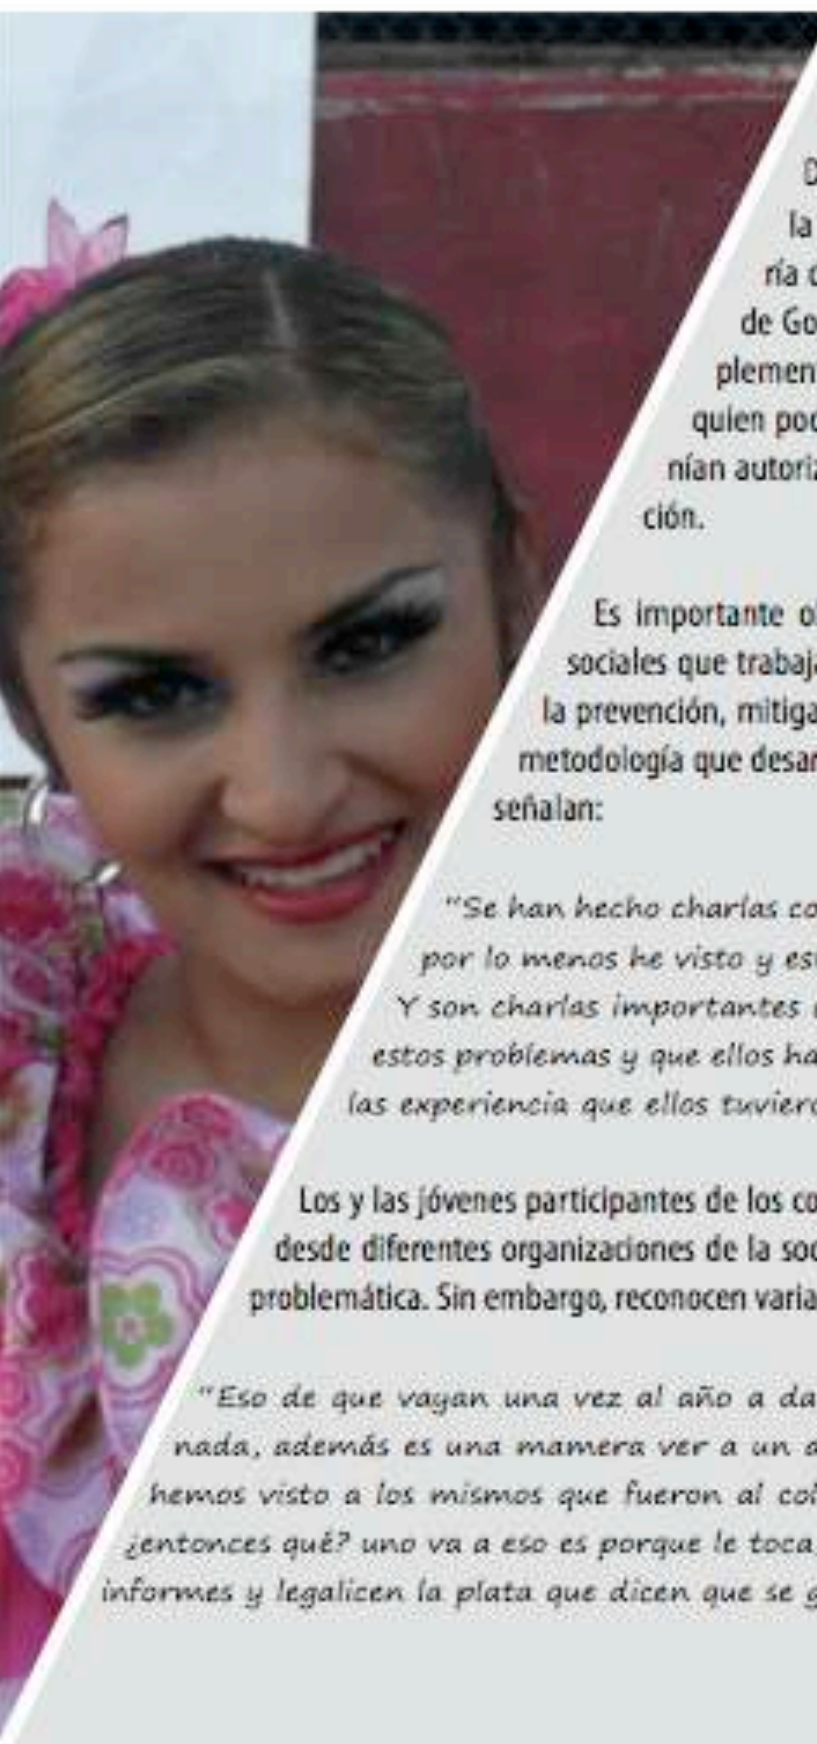 la
ría
de Go
plemen
quien pod
nían autoriz
ción.
Es importante
sociales que trabaja
la prevención, mitiga
metodología que desar
señalan:
"Se han hecho charlas co
por lo menos he visto y es
Y son charlas importantes
estos problemas y que ellos ha
las experiencia que ellos tuviero
Los y las jóvenes participantes de los co
desde diferentes organizaciones de la soc
problemática. Sin embargo, reconocen varia
"Eso de que vayan una vez al año a da
nada, además es una mamera ver a un a
hemos visto a los mismos que fueron al col
¿entonces qué? uno va a eso es porque le toca,
informes y legalicen la plata que dicen que se g